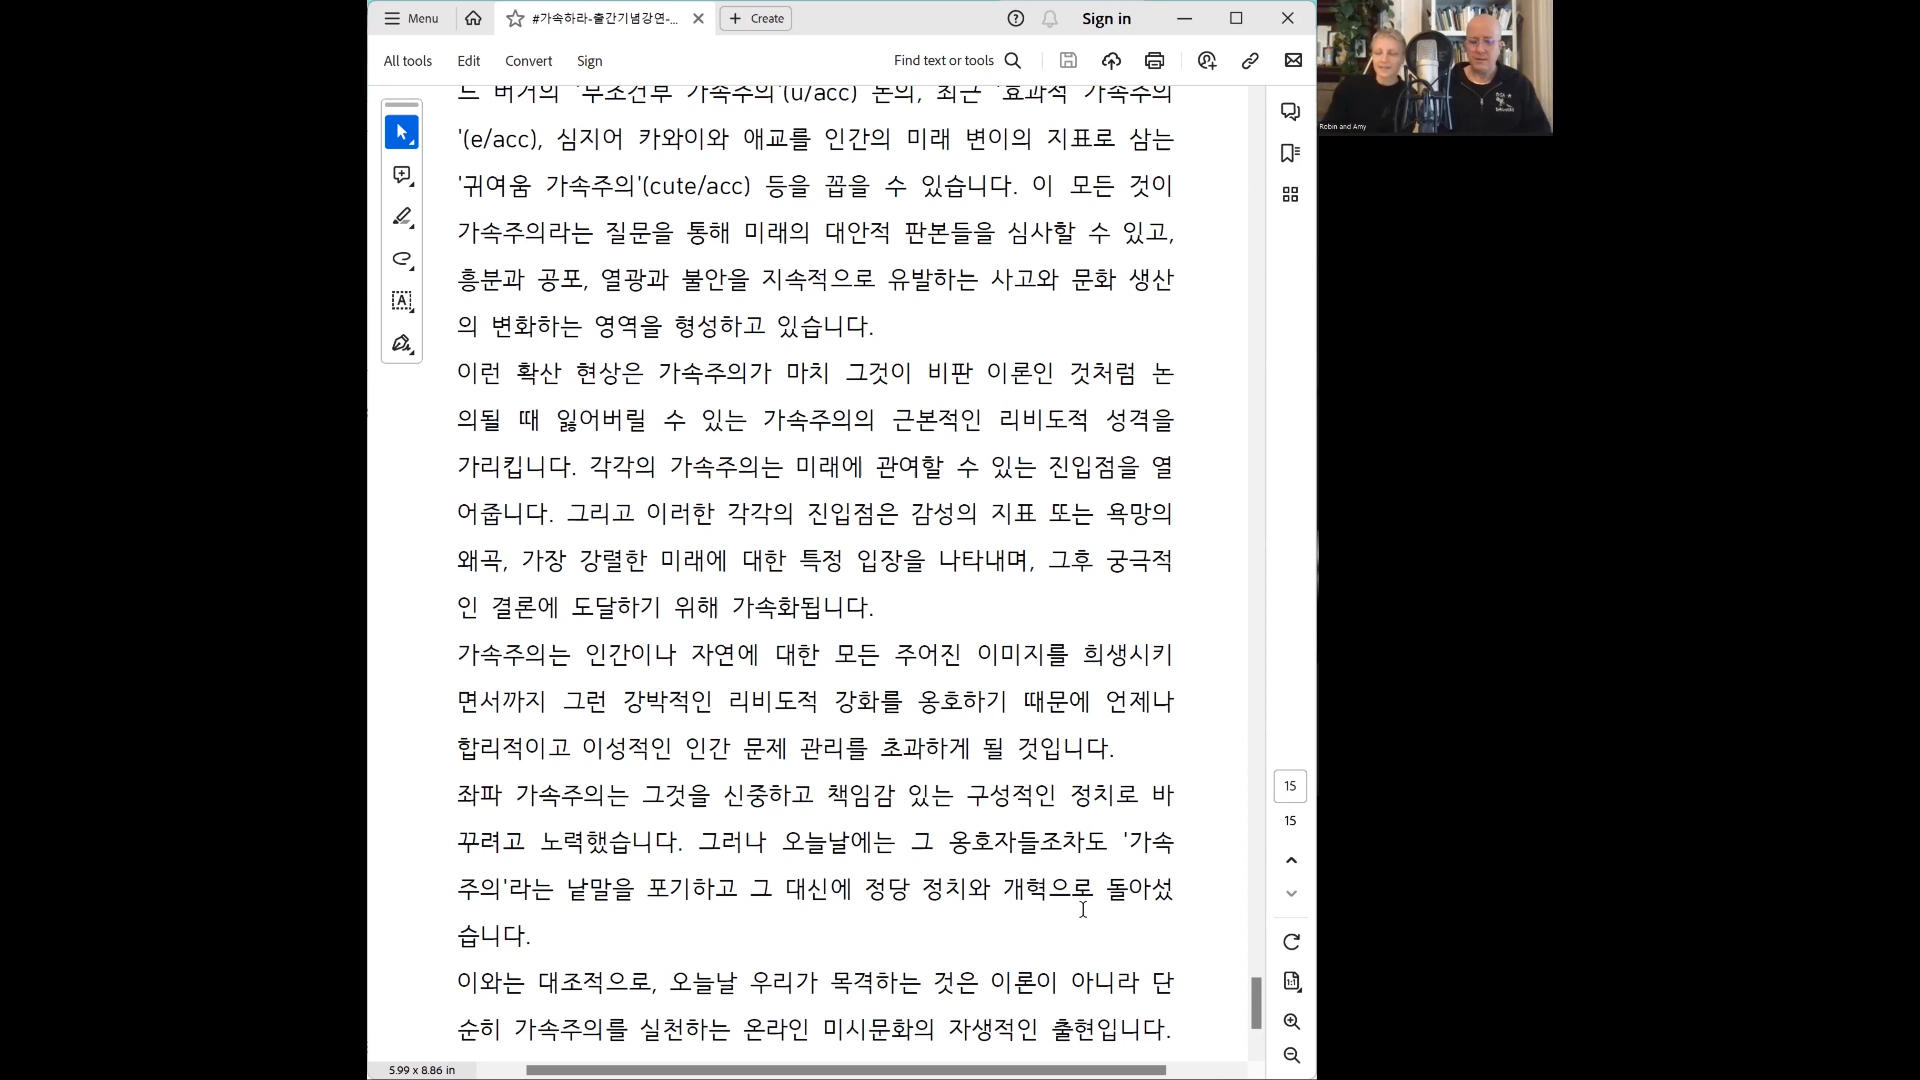 Menu
#가속하라-출간기념강연-...
Create
Sign in
All tools
Edit
Convert
Sign
Find text or tools
드 버거의 '무조건부 가속주의'(u/acc) 논의, 최근 '효과적 가속주의
'(e/acc), 심지어 카와이와 애교를 인간의 미래 변이의 지표로 삼는
'귀여움 가속주의'(cute/acc) 등을 꼽을 수 있습니다. 이 모든 것이
가속주의라는 질문을 통해 미래의 대안적 판본들을 심사할 수 있고,
흥분과 공포, 열광과 불안을 지속적으로 유발하는 사고와 문화 생산
의 변화하는 영역을 형성하고 있습니다.
이런 확산 현상은 가속주의가 마치 그것이 비판 이론인 것처럼 논
의될 때 잃어버릴 수 있는 가속주의의 근본적인 리비도적 성격을
가리킵니다. 각각의 가속주의는 미래에 관여할 수 있는 진입점을 열
어줍니다. 그리고 이러한 각각의 진입점은 감성의 지표 또는 욕망의
왜곡, 가장 강렬한 미래에 대한 특정 입장을 나타내며, 그후 궁극적
인 결론에 도달하기 위해 가속화됩니다.
가속주의는 인간이나 자연에 대한 모든 주어진 이미지를 희생시키
면서까지 그런 강박적인 리비도적 강화를 옹호하기 때문에 언제나
합리적이고 이성적인 인간 문제 관리를 초과하게 될 것입니다.
좌파 가속주의는 그것을 신중하고 책임감 있는 구성적인 정치로 바
꾸려고 노력했습니다. 그러나 오늘날에는 그 옹호자들조차도 '가속
주의'라는 낱말을 포기하고 그 대신에 정당 정치와 개혁으로 돌아섰
습니다.
이와는 대조적으로, 오늘날 우리가 목격하는 것은 이론이 아니라 단
순히 가속주의를 실천하는 온라인 미시문화의 자생적인 출현입니다.
15
15
5.99 x 8.86 in
Robin and Amy